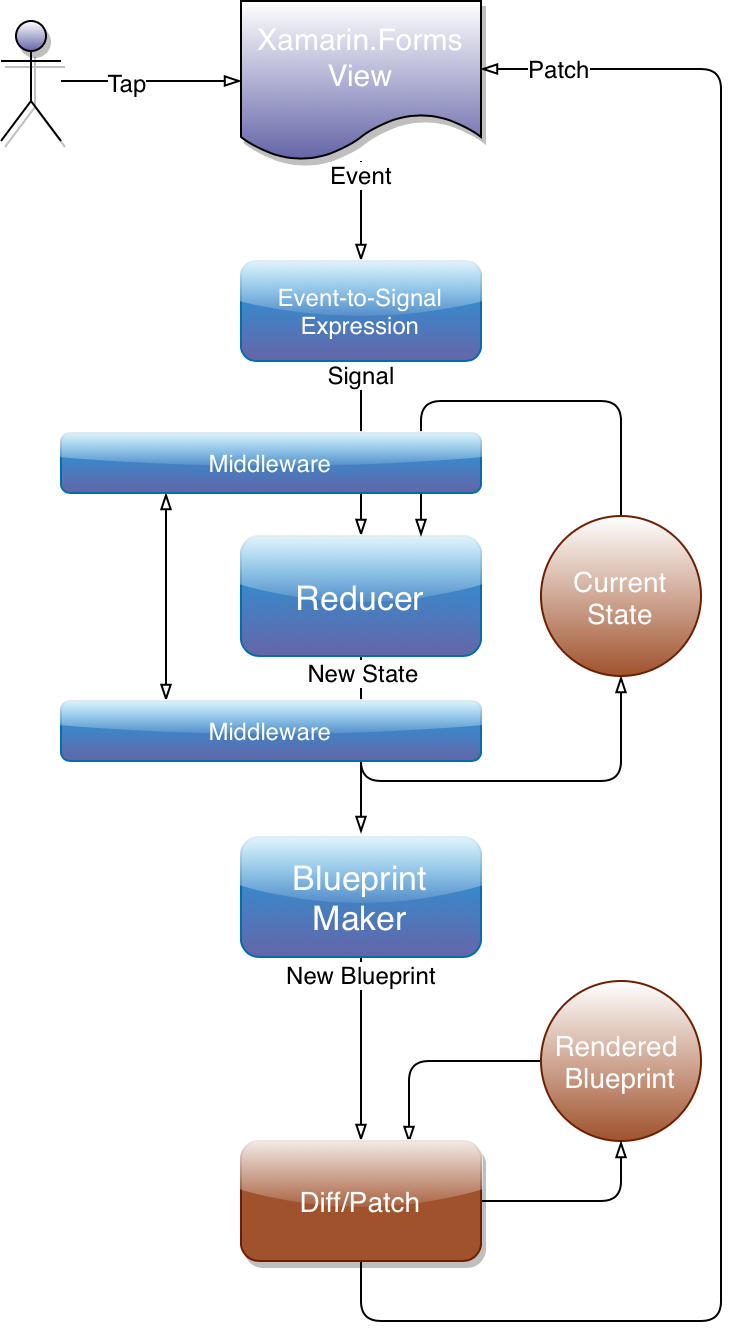 Xamarin.Forms
View
Tap
Patch
Event
Event-to-Signal
Expression
Signal
Middleware
Reducer
Current
State
New State
Middleware
Blueprint
Maker
New Blueprint
Rendered
Blueprint
Diff/Patch